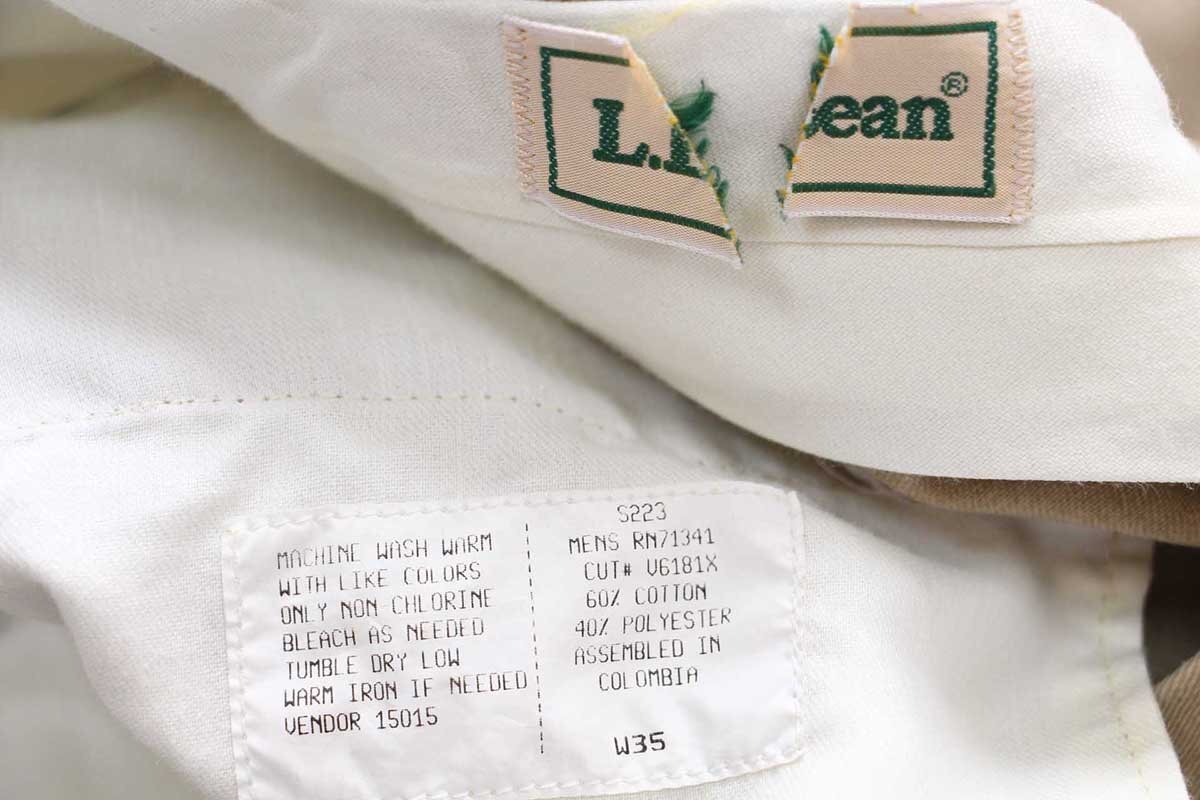 L.
ean®
MACHINE WASH WARM
WITH LIKE COLORS
ONLY NON-CHLORINE
BLEACH AS NEEDED
TUMBLE DRY LOW
WARM IRON IF NEEDED
VENDOR 15015
S223
MENS RN71341
CUT# V6181X
60% COTTON
40% POLYESTER
ASSEMBLED IN
COLOMBIA
W35